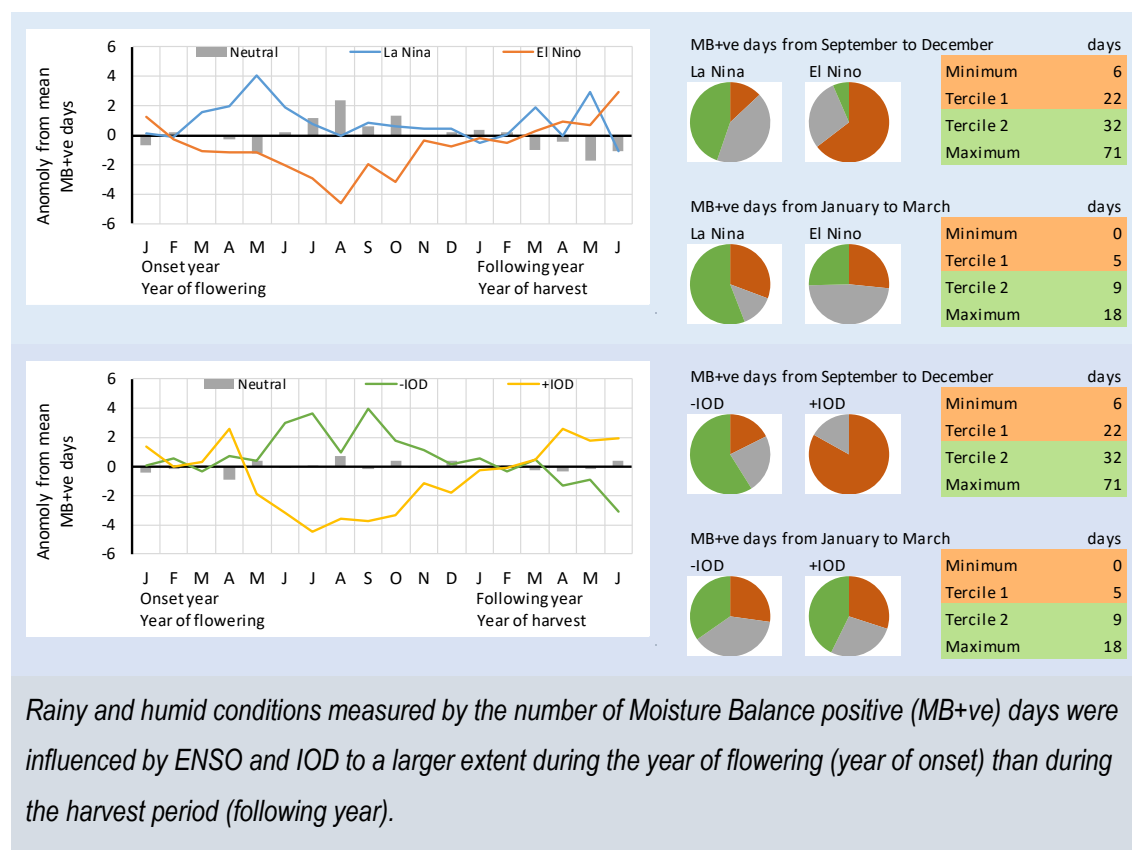 6
4
2
0
-2
-4
-6
Anomoly from mean
MB+ve days
Neutral La Nina El Nino
J F M A M J J A S O N D J F M A M J
Onset year Following year
Year of flowering Year of harvest
MB+ve days from September to December days
La Nina El Nino
Minimum 6
Tercile 1 22
Tercile 2 32
Maximum 71
MB+ve days from January to March days
La Nina El Nino
Minimum 0
Tercile 1 5
Tercile 2 9
Maximum 18
6
4
2
0
-2
-4
-6
Anomoly from mean
MB+ve days
Neutral -IOD +IOD
J F M A M J J A S O N D J F M A M J
Onset year Following year
Year of flowering Year of harvest
MB+ve days from September to December days
-IOD +IOD
Minimum 6
Tercile 1 22
Tercile 2 32
Maximum 71
MB+ve days from January to March days
-IOD +IOD
Minimum 0
Tercile 1 5
Tercile 2 9
Maximum 18
Rainy and humid conditions measured by the number of Moisture Balance positive (MB+ve) days were
influenced by ENSO and IOD to a larger extent during the year of flowering (year of onset) than during
the harvest period (following year).